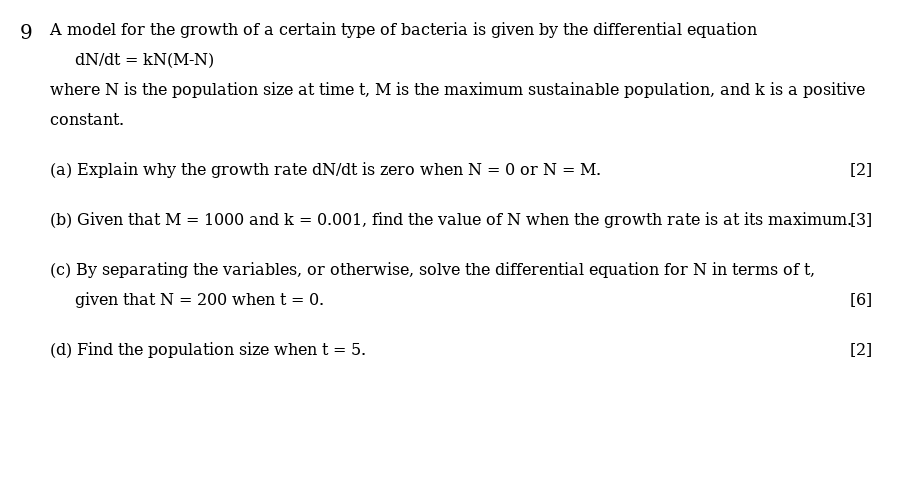 9 A model for the growth of a certain type of bacteria is given by the differential equation
dN/dt = kN(M-N)
where N is the population size at time t, M is the maximum sustainable population, and k is a positive
constant.
(a) Explain why the growth rate dN/dt is zero when N = 0 or N = M. [2]
(b) Given that M = 1000 and k = 0.001, find the value of N when the growth rate is at its maximum.[3]
(c) By separating the variables, or otherwise, solve the differential equation for N in terms of t,
given that N = 200 when t = 0. [6]
(d) Find the population size when t = 5. [2]